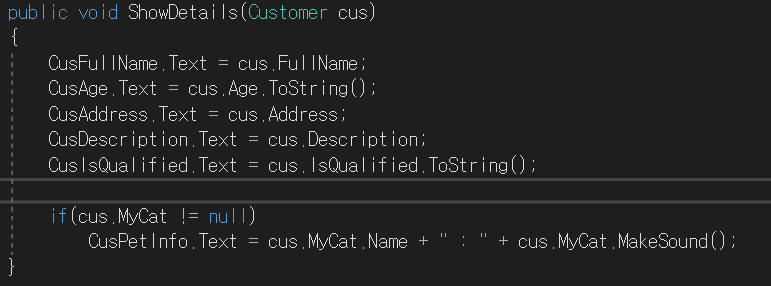 public void ShowDetails(Customer cus)
{
CusFullName.Text = cus.FullName;
CusAge.Text = cus.Age.ToString();
CusAddress.Text = cus.Address;
CusDescription.Text = cus.Description;
CusIsQualified.Text = cus.IsQualified.ToString();
if(cus.MyCat != null)
CusPetInfo.Text = cus.MyCat.Name + " : " + cus.MyCat.MakeSound();
}